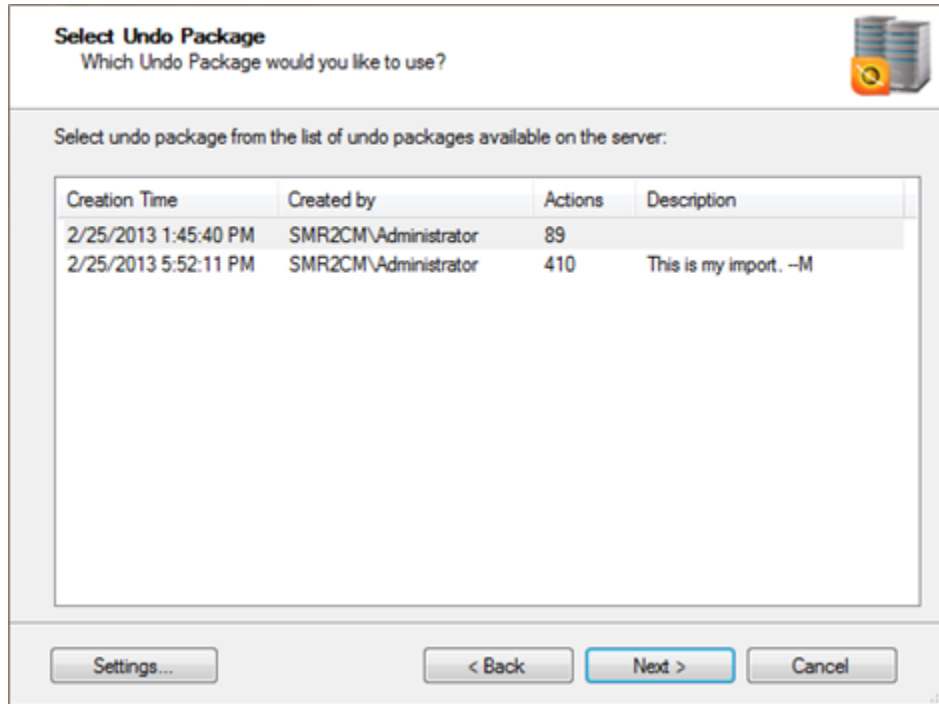 Select Undo Package
Which Undo Package would you like to use?
Select undo package from the list of undo packages available on the server:
Creation Time Created by Actions Description
2/25/2013 1:45:40 PM SMR2CM\Administrator 89
2/25/2013 5:52:11 PM SMR2CM\Administrator 410 This is my import. --M
Settings... < Back Next > Cancel